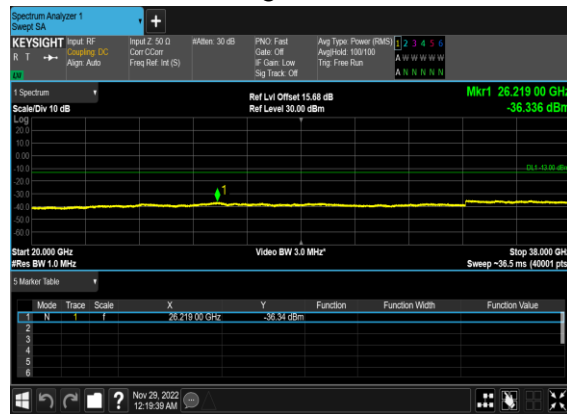 Spectrum Analyzer 1
Swept SA
+
KEYSIGHT Input: RF Input Z: 50 Ω #Atten: 30 dB PNO: Fast Avg Type: Power (RMS) 1 2 3 4 5 6
R T Coupling: DC Corr CCorr Gate: Off Avg|Hold: 100/100 A W W W W W
Align: Auto Freq Ref: Int (S) IF Gain: Low Trig: Free Run A N N N N N
Sig Track: Off
1 Spectrum Ref Lvl Offset 15.68 dB Mkr1 26.219 00 GHz
Scale/Div 10 dB Ref Level 30.00 dBm -36.336 dBm
Log
20.0
10.0
0.00
-10.0 DL1 -13.00 dBm
-20.0
-30.0 1
-40.0
-50.0
-60.0
Start 20.000 GHz Video BW 3.0 MHz* Stop 38.000 GHz
#Res BW 1.0 MHz Sweep ~36.5 ms (40001 pts)
5 Marker Table
Mode Trace Scale X Y Function Function Width Function Value
1 N 1 f 26.219 00 GHz -36.34 dBm
2
3
4
5
6
? Nov 29, 2022
12:19:39 AM